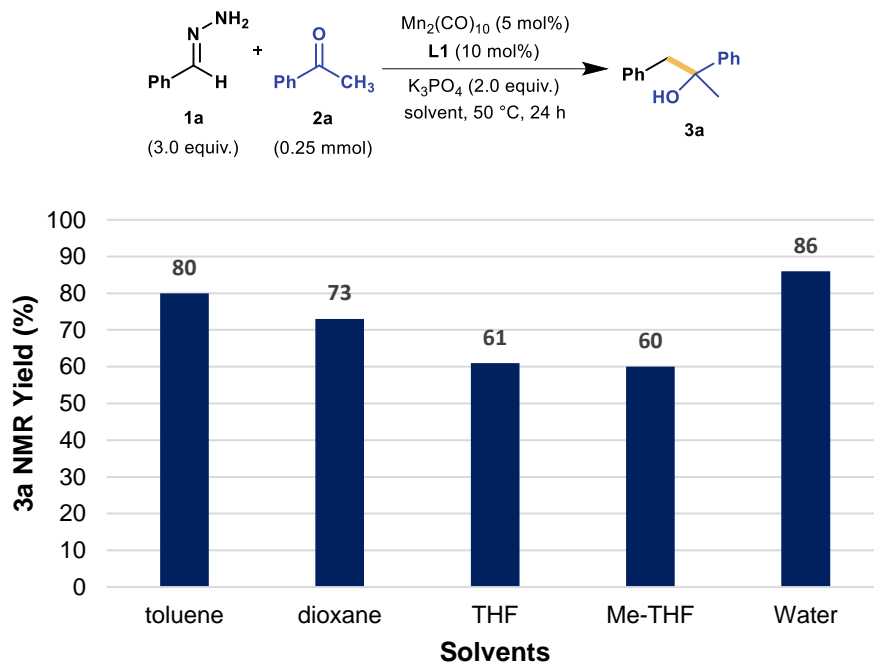 NH2
N
Ph
H
1a
(3.0 equiv.)
+
O
Ph
CH3
2a
(0.25 mmol)
Mn2(CO)10 (5 mol%)
L1 (10 mol%)
K3PO4 (2.0 equiv.)
solvent, 50 °C, 24 h
Ph
Ph
HO
3a
3a NMR Yield (%)
100
90
80
70
60
50
40
30
20
10
0
80
73
61
60
86
toluene dioxane THF Me-THF Water
Solvents